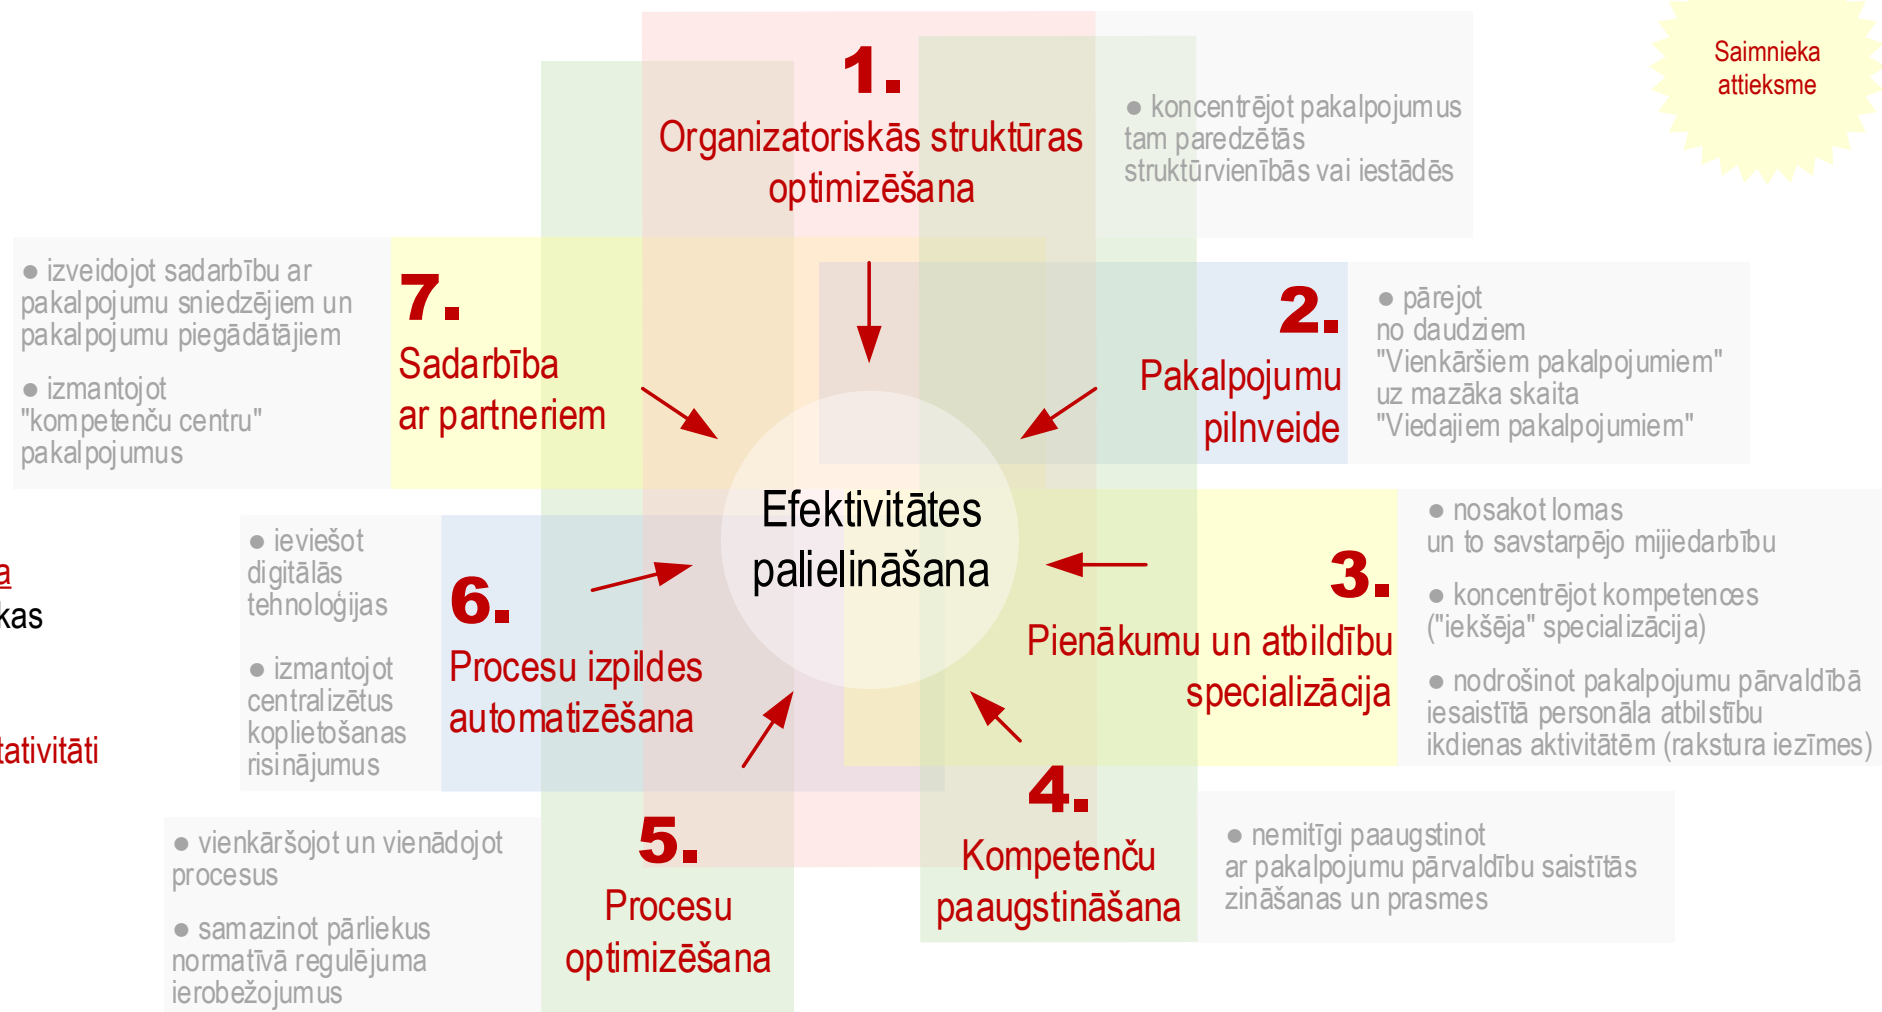 Saimnieka
attieksme
1.
Organizatoriskās struktūras
optimizēšana
● koncentrējot pakalpojumus
tam paredzētās
struktūrvienībās vai iestādēs
2.
Pakalpojumu
pilnveide
● pārejot
no daudziem
"Vienkāršiem pakalpojumiem"
uz mazāka skaita
"Viedajiem pakalpojumiem"
3.
Pienākumu un atbildību
specializācija
● nosakot lomas
un to savstarpējo mijiedarbību
● koncentrējot kompetences
("iekšēja" specializācija)
● nodrošinot pakalpojumu pārvaldībā
iesaistītā personāla atbilstību
ikdienas aktivitātēm (rakstura iezīmes)
4.
Kompetenču
paaugstināšana
● nemitīgi paaugstinot
ar pakalpojumu pārvaldību saistītās
zināšanas un prasmes
5.
Procesu
optimizēšana
● vienkāršojot un vienādojot
procesus
● samazinot pārliekus
normatīvā regulējuma
ierobežojumus
6.
Procesu izpildes
automatizēšana
● ieviešot
digitālās
tehnoloģijas
● izmantojot
centralizētus
koplietošanas
risinājumus
7.
Sadarbība
ar partneriem
● izveidojot sadarbību ar
pakalpojumu sniedzējiem un
pakalpojumu piegādātājiem
● izmantojot
"kompetenču centru"
pakalpojumus
Efektivitātes
palielināšana